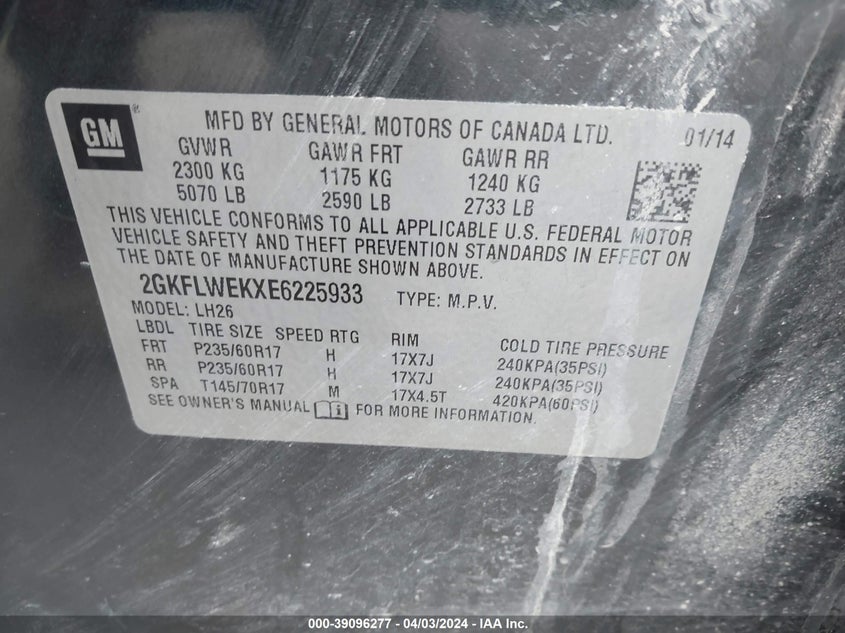 GM
MFD BY GENERAL MOTORS OF CANADA LTD. 01/14
GVWR GAWR FRT GAWR RR
2300 KG 1175 KG 1240 KG
5070 LB 2590 LB 2733 LB
THIS VEHICLE CONFORMS TO ALL APPLICABLE U.S. FEDERAL MOTOR
VEHICLE SAFETY AND THEFT PREVENTION STANDARDS IN EFFECT ON
THE DATE OF MANUFACTURE SHOWN ABOVE.
2GKFLWEKXE6225933 TYPE: M.P.V.
MODEL: LH26
LBDL TIRE SIZE SPEED RTG RIM COLD TIRE PRESSURE
FRT P235/60R17 H 17X7J 240KPA(35PSI)
RR P235/60R17 H 17X7J 240KPA(35PSI)
SPA T145/70R17 M 17X4.5T 420KPA(60PSI)
SEE OWNER'S MANUAL FOR MORE INFORMATION.
000-39096277 - 04/03/2024 - IAA Inc.